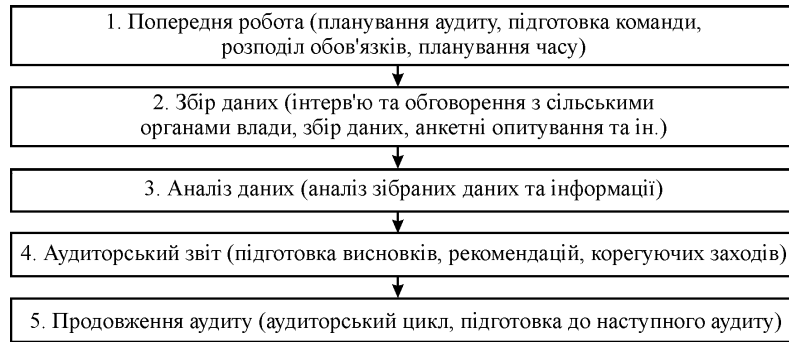 1. Попередня робота (планування аудиту, підготовка команди,
розподіл обов'язків, планування часу)
2. Збір даних (інтерв'ю та обговорення з сільськими
органами влади, збір даних, анкетні опитування та ін.)
3. Аналіз даних (аналіз зібраних даних та інформації)
4. Аудиторський звіт (підготовка висновків, рекомендацій, корегуючих заходів)
5. Продовження аудиту (аудиторський цикл, підготовка до наступного аудиту)